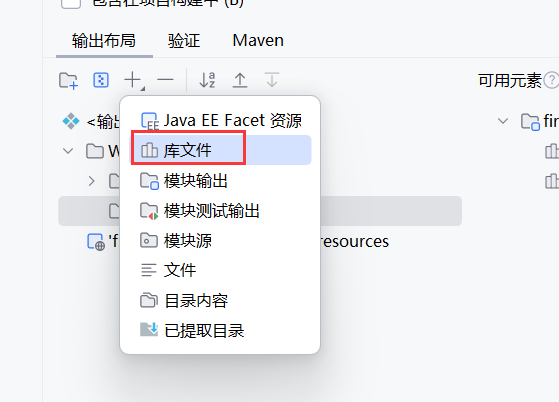 包含在项目构建中 (B)
输出布局 验证 Maven
可用元素
Java EE Facet 资源
<输出
库文件
W
模块输出
模块测试输出
模块源
'f
resources
文件
目录内容
已提取目录